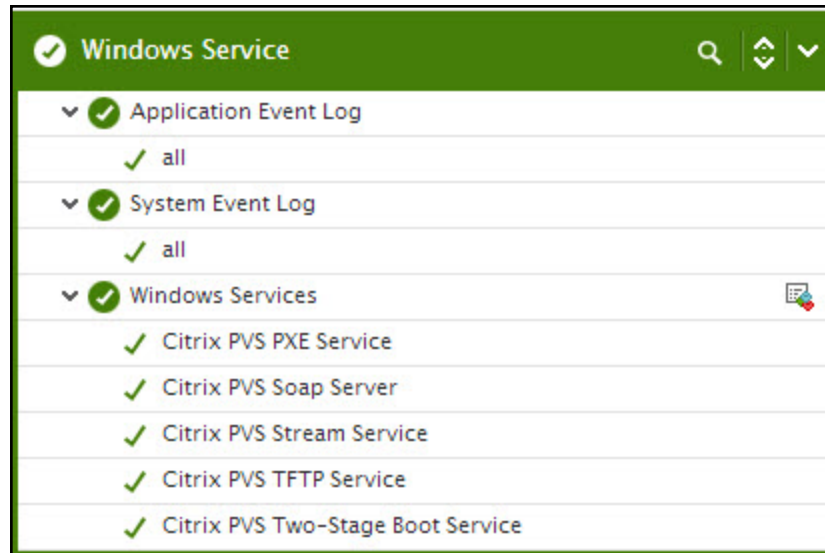 Windows Service
Application Event Log
all
System Event Log
all
Windows Services
Citrix PVS PXE Service
Citrix PVS Soap Server
Citrix PVS Stream Service
Citrix PVS TFTP Service
Citrix PVS Two-Stage Boot Service